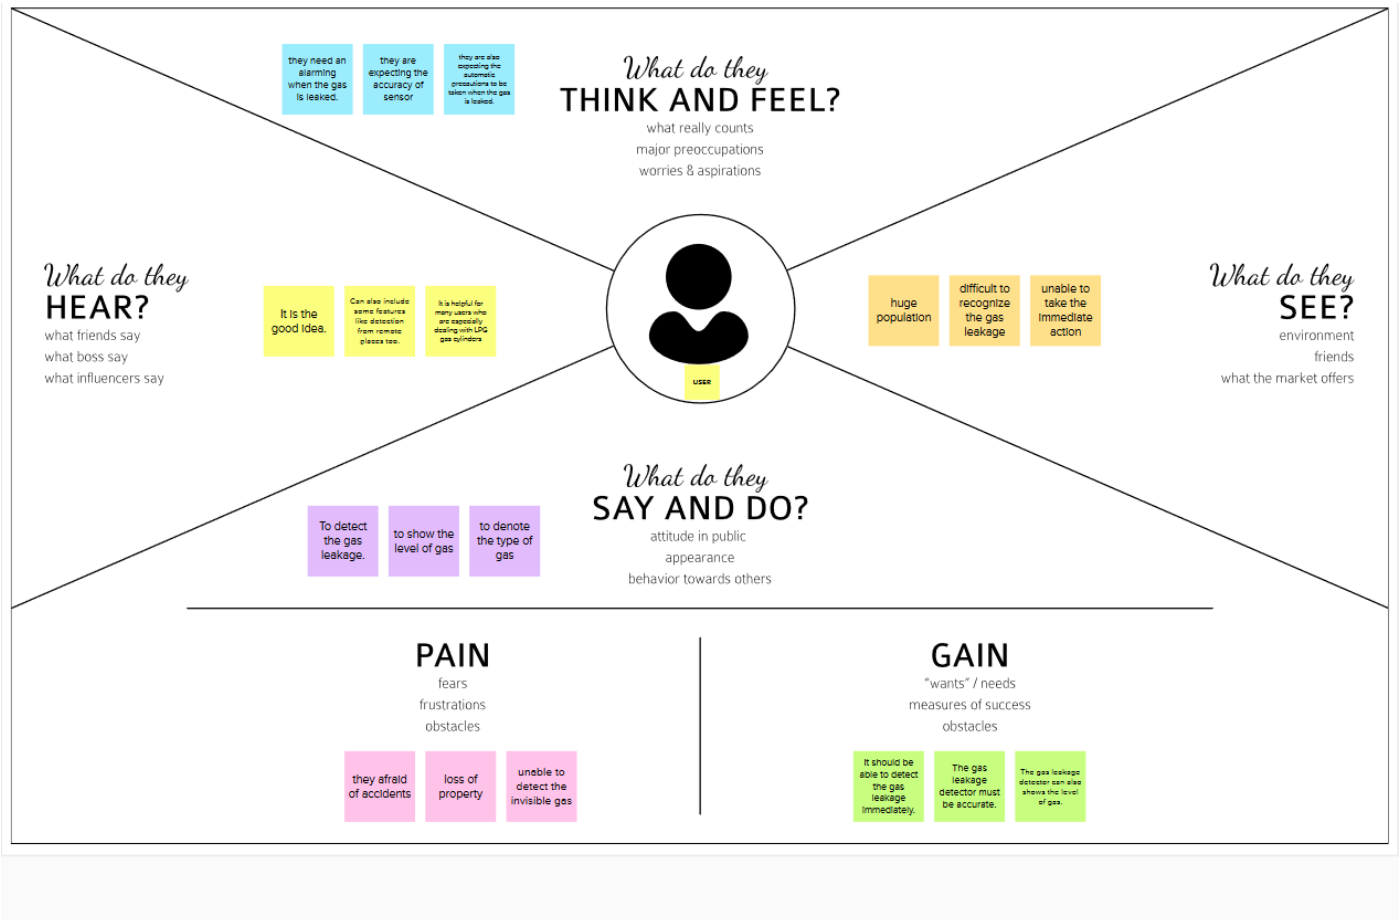 they need an
alarming
when the gas
is leaked.
they are
expecting the
accuracy of
sensor
they are also
expecting the
automatic
precautions to be
taken when the gas
is leaked.
What do they
THINK AND FEEL?
what really counts
major preoccupations
worries & aspirations
What do they
HEAR?
what friends say
what boss say
what influencers say
It is the
good idea.
Can also include
some features
like detection
from remote
places too.
It is helpful for
many users who
are especially
dealing with LPG
gas cylinders
USER
huge
population
difficult to
recognize
the gas
leakage
unable to
take the
immediate
action
What do they
SEE?
environment
friends
what the market offers
What do they
SAY AND DO?
attitude in public
appearance
behavior towards others
To detect
the gas
leakage.
to show the
level of gas
to denote
the type of
gas
PAIN
fears
frustrations
obstacles
they afraid
of accidents
loss of
property
unable to
detect the
invisible gas
GAIN
"wants" / needs
measures of success
obstacles
It should be
able to detect
the gas
leakage
immediately.
The gas
leakage
detector must
be accurate.
The gas leakage
detector can also
shows the level
of gas.